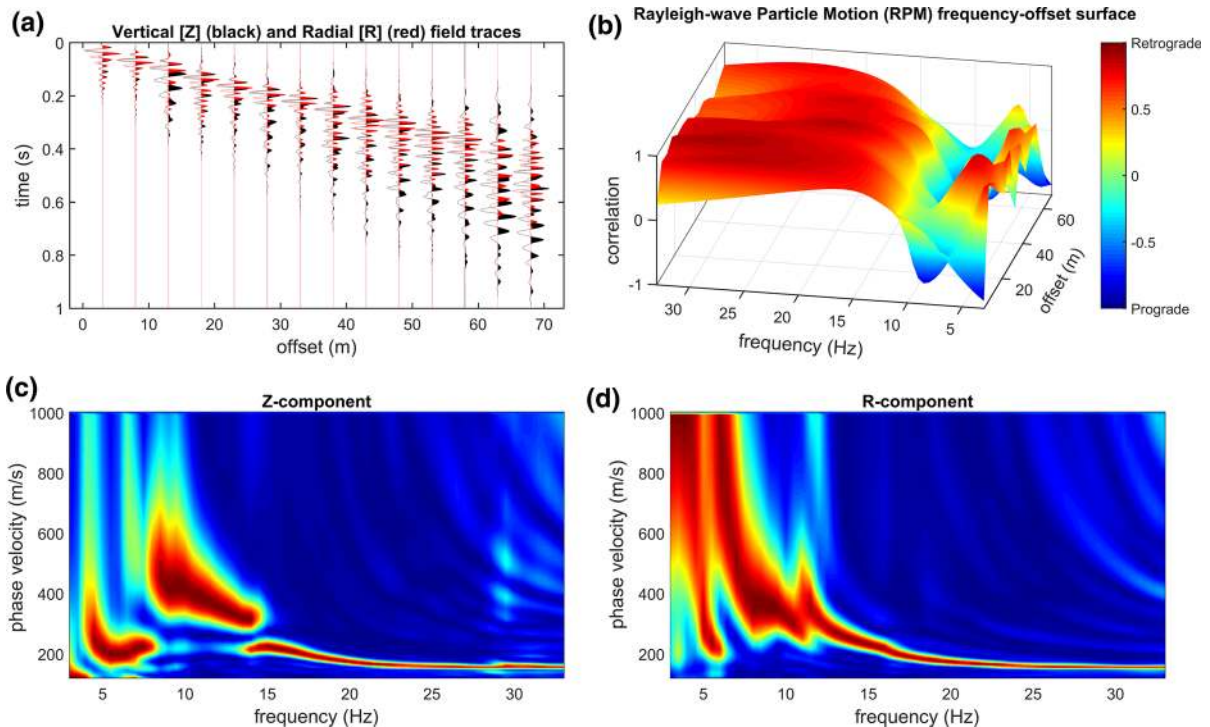 (a)
Vertical [Z] (black) and Radial [R] (red) field traces
0
0.2
0.4
0.6
0.8
1
time (s)
0 10 20 30 40 50 60 70
offset (m)
(b)
Rayleigh-wave Particle Motion (RPM) frequency-offset surface
1
0
-1
correlation
30 25 20 15 10 5
frequency (Hz)
20 40 60
offset (m)
Retrograde
0.5
0
-0.5
Prograde
(c)
Z-component
1000
800
600
400
200
phase velocity (m/s)
5 10 15 20 25 30
frequency (Hz)
(d)
R-component
1000
800
600
400
200
phase velocity (m/s)
5 10 15 20 25 30
frequency (Hz)